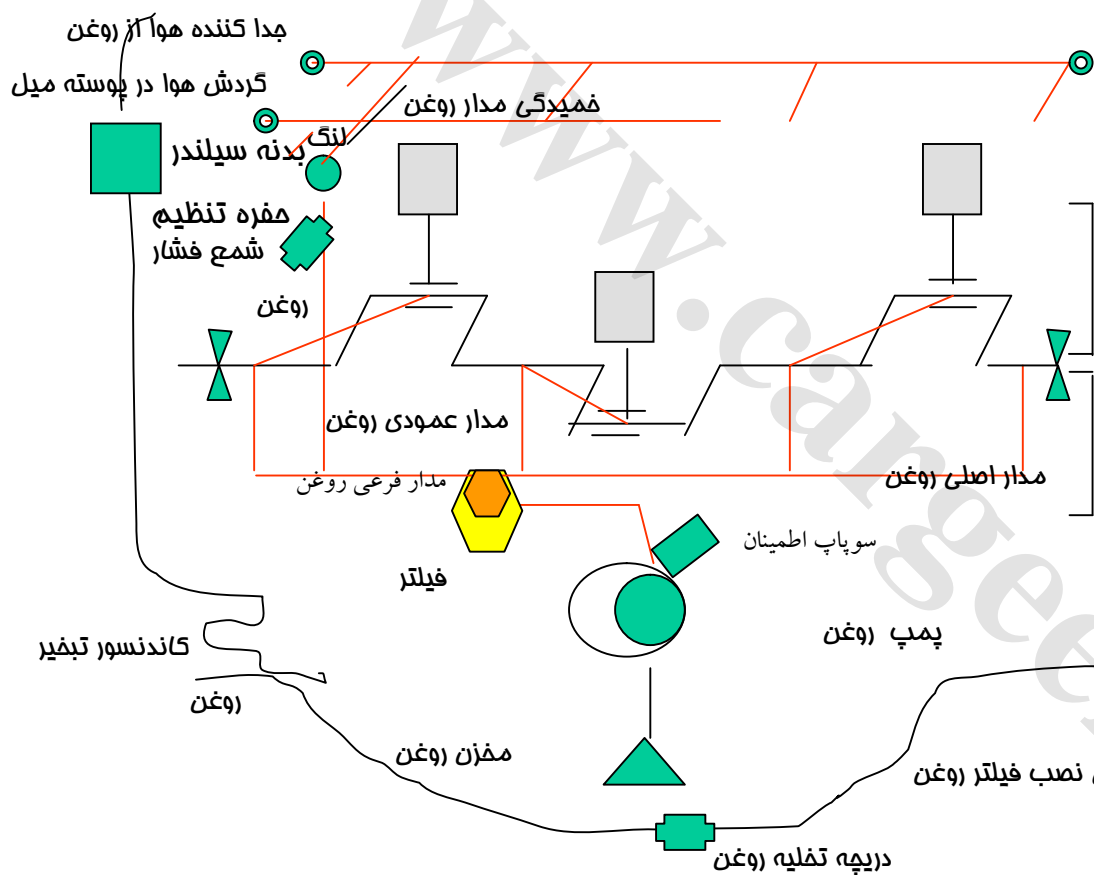 جدا کننده هوا از روغن
گردش هوا در پوسته میل
لنگ
خمیدگی مدار روغن
بدنه سیلندر
حفره تنظیم
شمع فشار
روغن
مدار عمودی روغن
مدار اصلی روغن
مدار فرعی روغن
سوپاپ اطمینان
فیلتر
پمپ روغن
کاندنسور تبخیر
روغن
مخزن روغن
نصب فیلتر روغن
دریچه تخلیه روغن
www.cargee